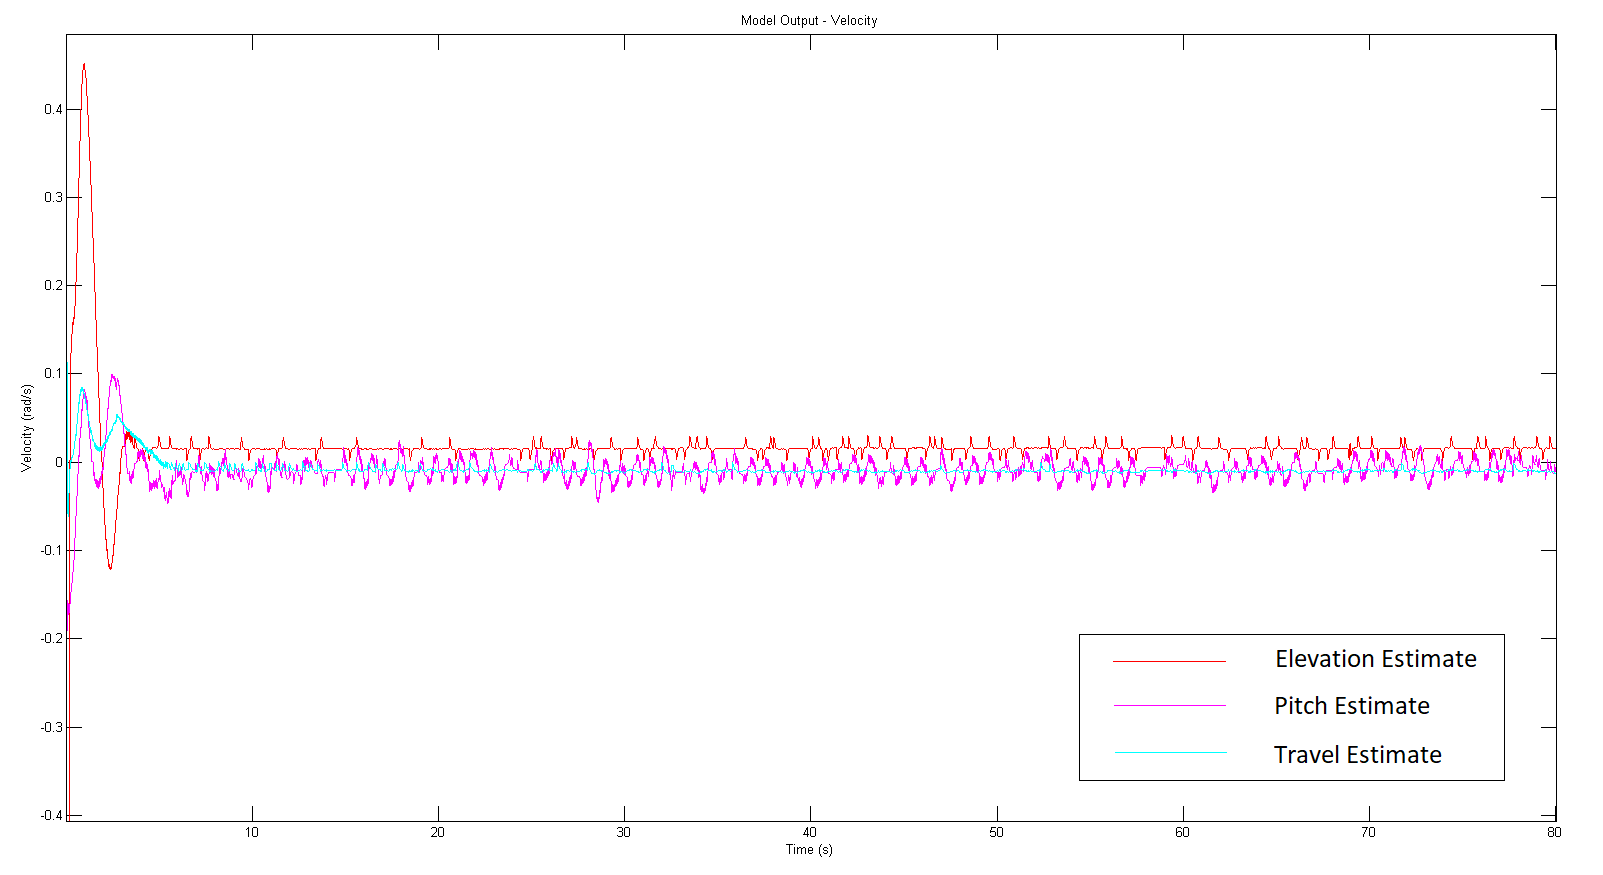 Model Output - Velocity
0.4
0.3
0.2
0.1
0
-0.1
-0.2
-0.3
-0.4
Velocity (rad/s)
10
20
30
40
50
60
70
80
Time (s)
Elevation Estimate
Pitch Estimate
Travel Estimate